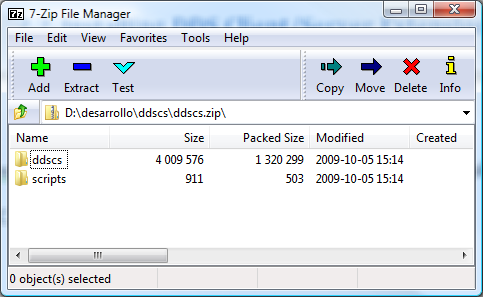 7z 7-Zip File Manager
File Edit View Favorites Tools Help
Add Extract Test Copy Move Delete Info
D:\desarrollo\ddscs\ddscs.zip\
Name Size Packed Size Modified Created
ddscs 4 009 576 1 320 299 2009-10-05 15:14
scripts 911 503 2009-10-05 15:14
0 object(s) selected